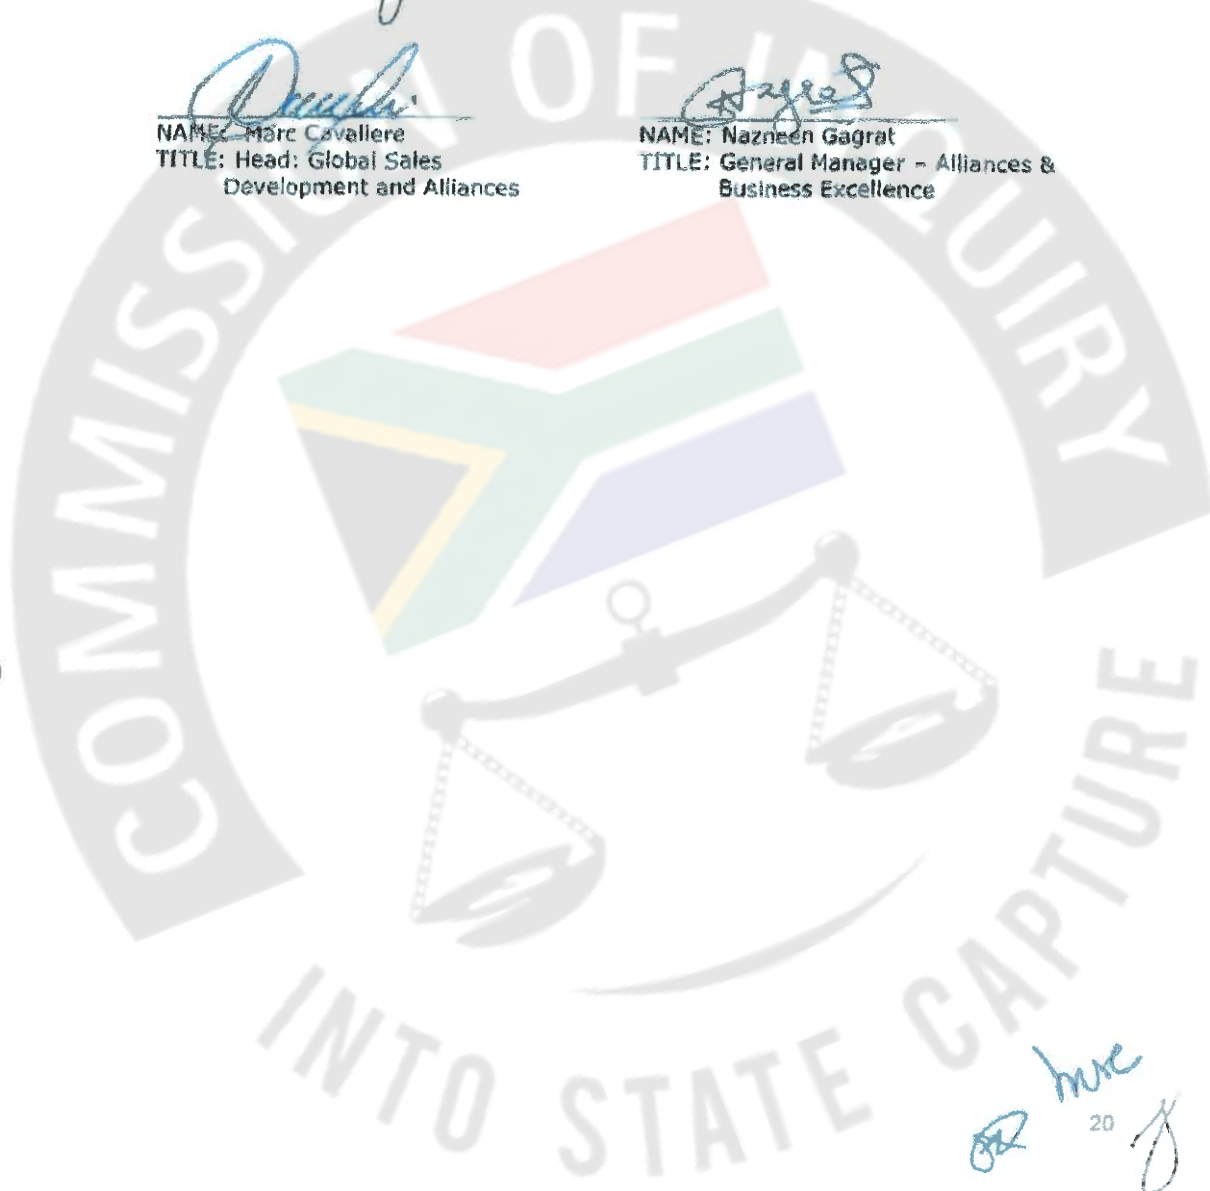 NAME: Marc Cavaliere
TITLE: Head: Global Sales
Development and Alliances
NAME: Nazneen Gagrat
TITLE: General Manager – Alliances &
Business Excellence
COMMISSION OF INQUIRY
INTO STATE CAPTURE
20